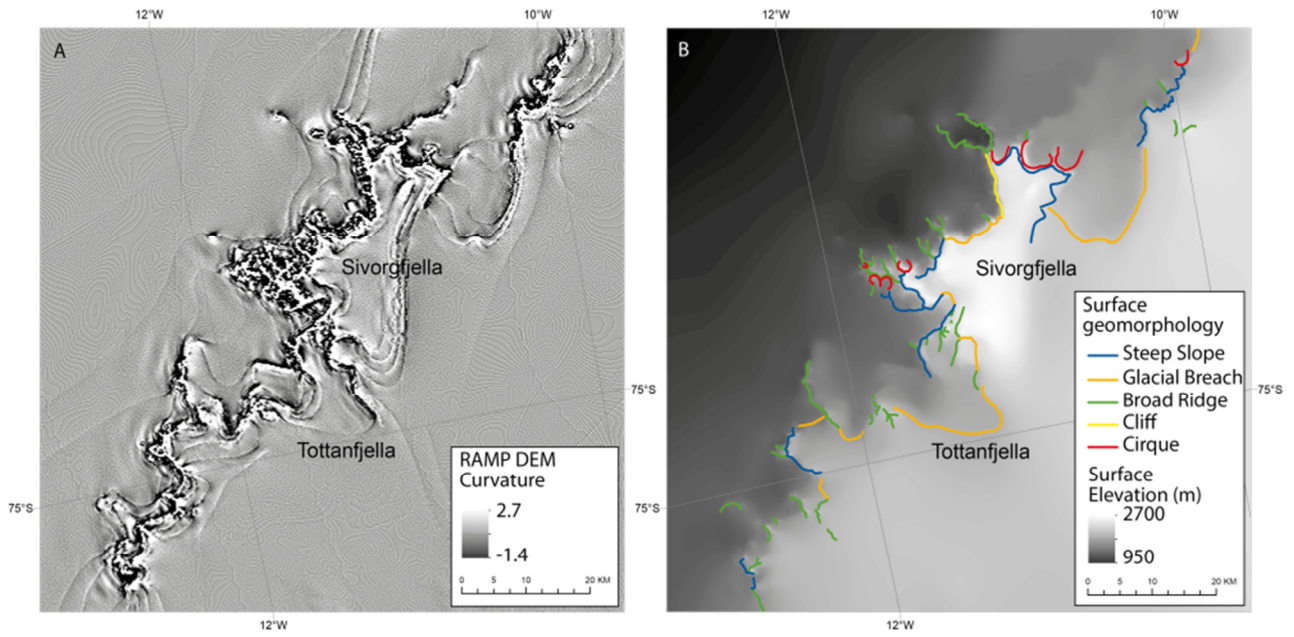 12°W
10°W
12°W
10°W
A
B
Sivorgfjella
Sivorgfjella
Surface
geomorphology
Steep Slope
Glacial Breach
Broad Ridge
Cliff
Cirque
75°S
75°S
Tottanfjella
Tottanfjella
RAMP DEM
Curvature
2.7
-1.4
0 5 10 20 KM
Surface
Elevation (m)
2700
950
0 5 10 20 KM
75°S
75°S
12°W
12°W